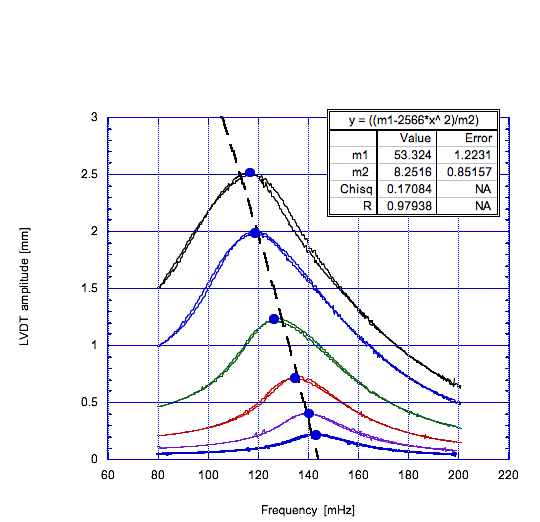 y = ((m1-2566*x^ 2)/m2)
Value Error
m1 53.324 1.2231
m2 8.2516 0.85157
Chisq 0.17084 NA
R 0.97938 NA
3
2.5
2
1.5
1
0.5
0
LVDT amplitude [mm]
60 80 100 120 140 160 180 200 220
Frequency [mHz]